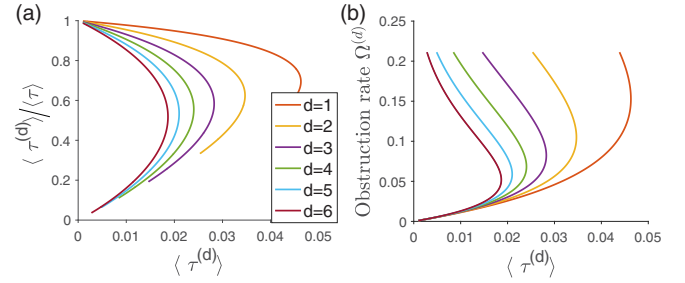 (a)
1
0.8
0.6
0.4
0.2
0
⟨ τ^(d)⟩/⟨τ⟩
d=1
d=2
d=3
d=4
d=5
d=6
0
0.01
0.02
0.03
0.04
0.05
⟨ τ^(d) ⟩
(b)
0.25
0.2
0.15
0.1
0.05
0
Obstruction rate Ω^(d)
0
0.01
0.02
0.03
0.04
0.05
⟨ τ^(d) ⟩